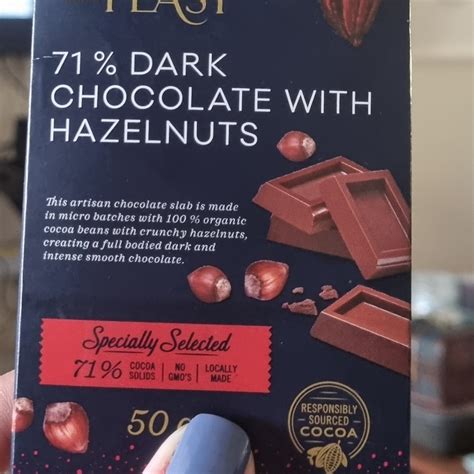 FEAST
71 % DARK
CHOCOLATE WITH
HAZELNUTS
This artisan chocolate slab is made
in micro batches with 100 % organic
cocoa beans with crunchy hazelnuts,
creating a full bodied dark and
intense smooth chocolate.
Specially Selected
71% COCOA SOLIDS | NO GMO'S | LOCALLY MADE
50
RESPONSIBLY
SOURCED
COCOA